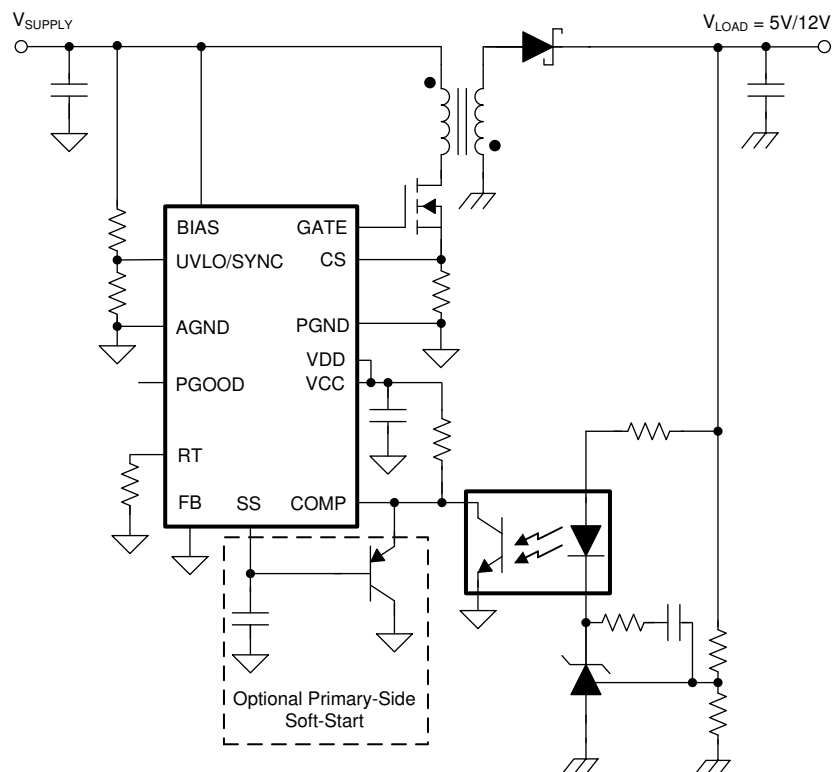 VSUPPLY
VLOAD = 5V/12V
BIAS
GATE
UVLO/SYNC
CS
AGND
PGND
VDD
PGOOD
VCC
RT
FB
SS
COMP
Optional Primary-Side
Soft-Start